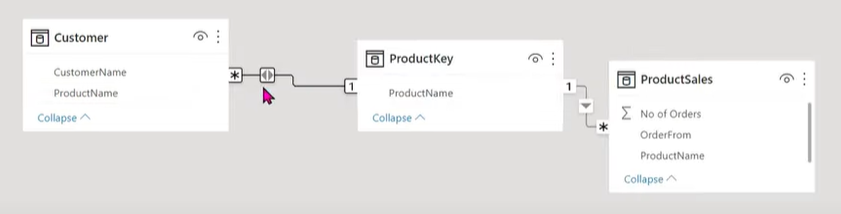 Customer
CustomerName
ProductName
Collapse
*
1
ProductKey
ProductName
Collapse
1
*
ProductSales
Σ No of Orders
OrderFrom
ProductName
Collapse